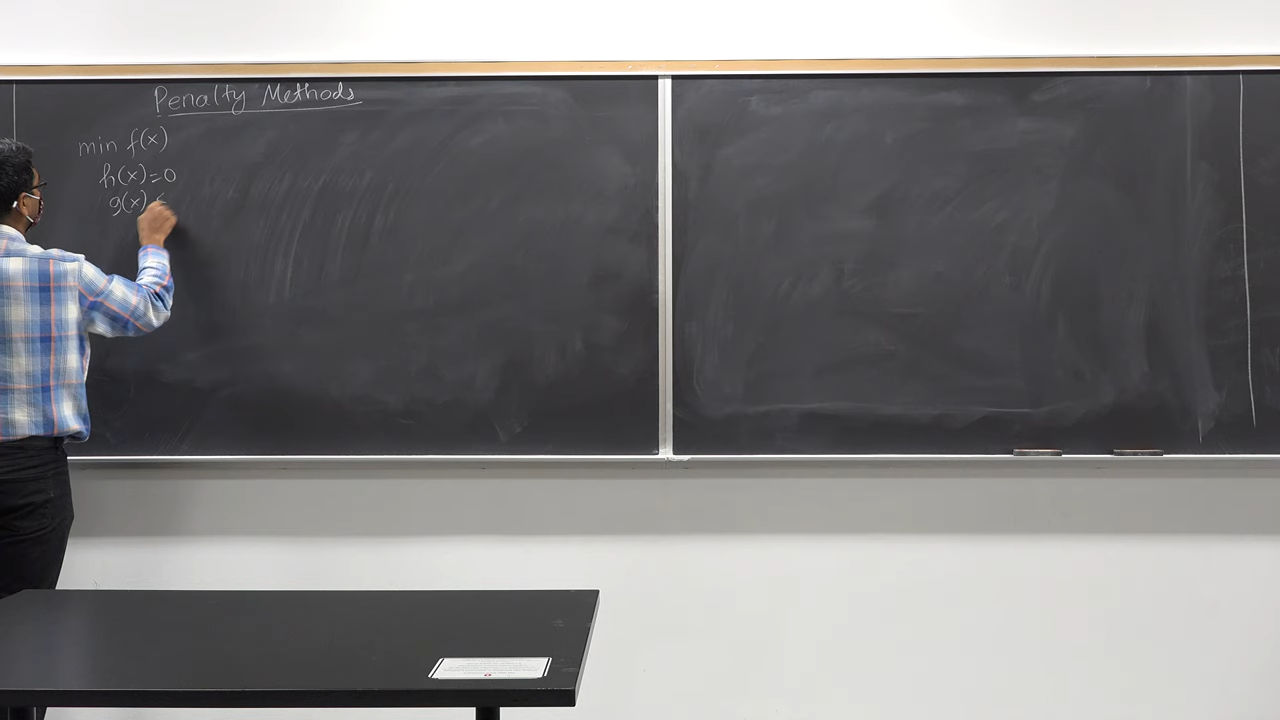 Penalty Methods
min f(x)
h(x)=0
g(x) ≤